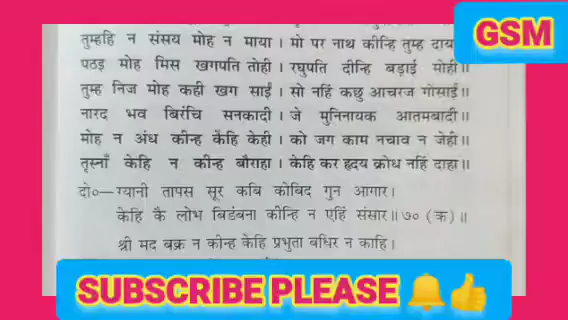 GSM
तुम्हहि न संसय मोह न माया। मो पर नाथ कीन्हि तुम्ह दाया
पठइ मोह मिस खगपति तोही। रघुपति दीन्हि बड़ाई मोही॥
तुम्ह निज मोह कही खग साईं। सो नहिं कछु आचरज गोसाईं॥
नारद भव बिरंचि सनकादी। जे मुनिनायक आतमबादी॥
मोह न अंध कीन्ह केहि केही। को जग काम नचाव न जेही॥
तृस्नाँ केहि न कीन्ह बौराहा। केहि कर हृदय क्रोध नहिं दाहा॥
दो०—ग्यानी तापस सूर कबि कोबिद गुन आगार।
केहि कै लोभ बिडंबना कीन्हि न एहिं संसार॥ ७० (क)॥
श्री मद बक्र न कीन्ह केहि प्रभुता बधिर न काहि।
SUBSCRIBE PLEASE 🔔👍